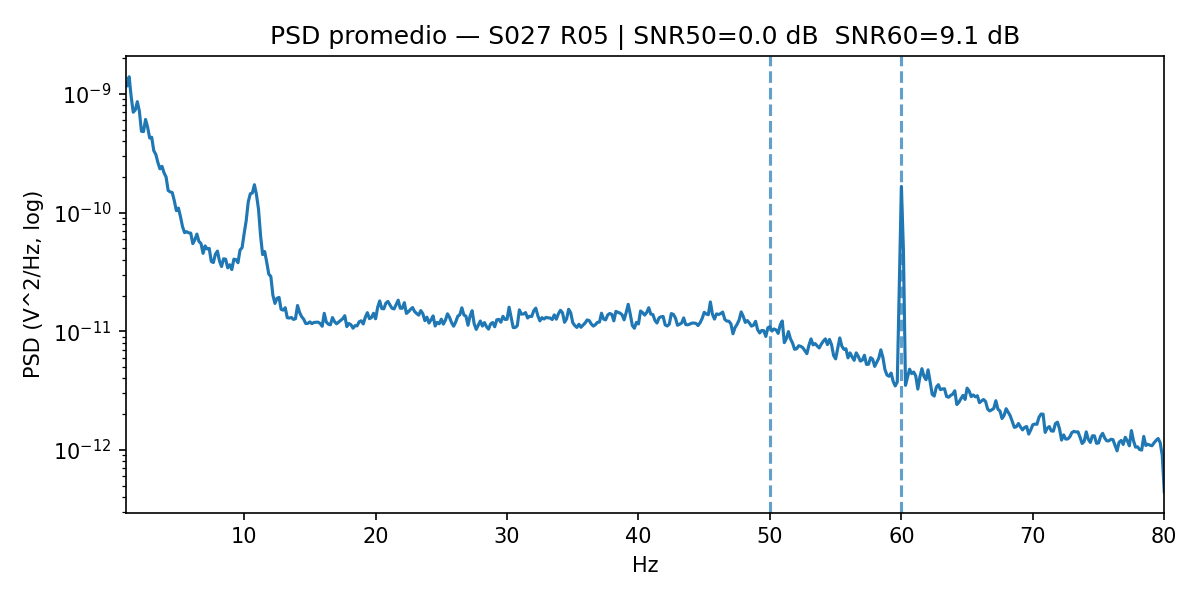 PSD promedio — S027 R05 | SNR50=0.0 dB  SNR60=9.1 dB
PSD (V^2/Hz, log)
10⁻⁹
10⁻¹⁰
10⁻¹¹
10⁻¹²
10 20 30 40 50 60 70 80
Hz